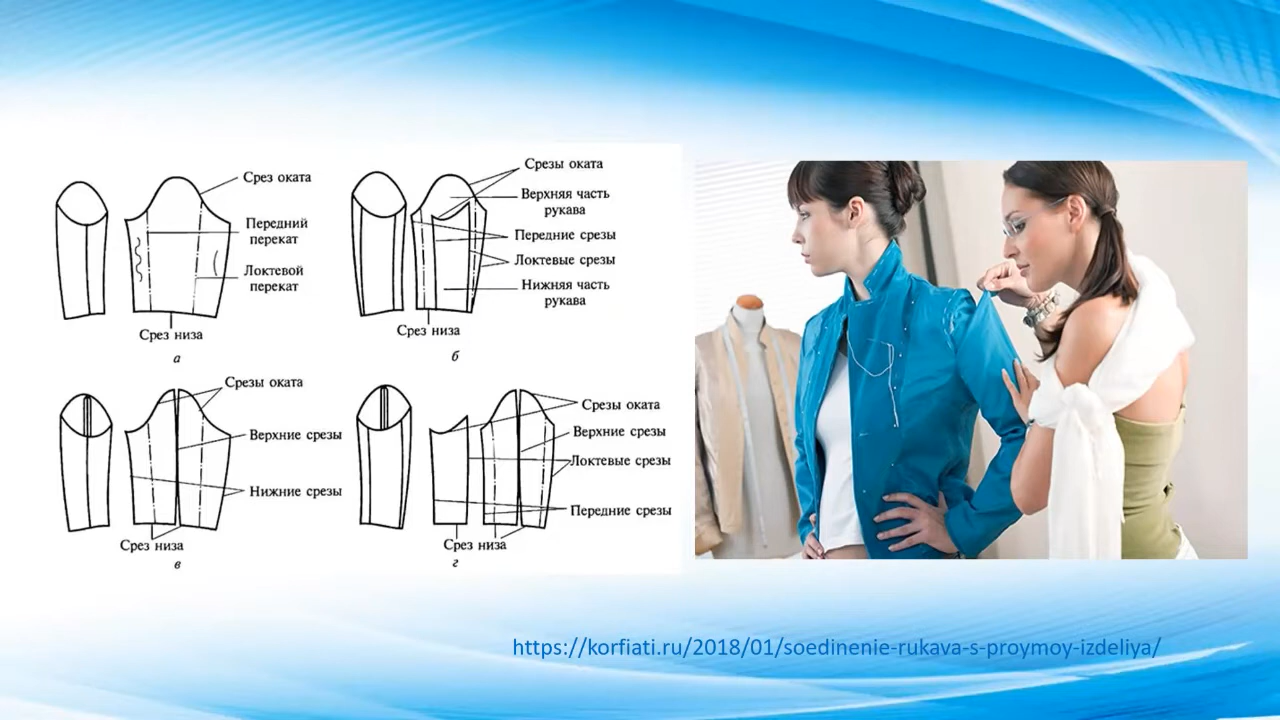 Срез оката
Передний
перекат
Локтевой
перекат
Срез низа
а
Срезы оката
Верхняя часть
рукава
Передние срезы
Локтевые срезы
Нижняя часть
рукава
Срез низа
б
Срезы оката
Верхние срезы
Нижние срезы
Срез низа
в
Срезы оката
Верхние срезы
Локтевые срезы
Передние срезы
Срез низа
г
https://korfiati.ru/2018/01/soedinenie-rukava-s-proymoy-izdeliya/